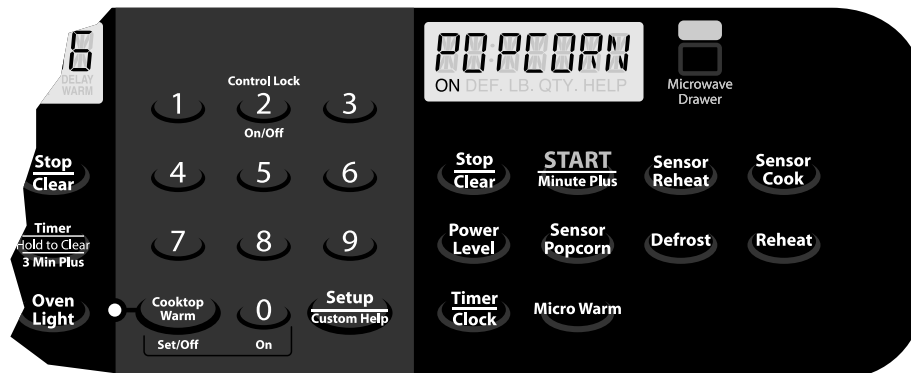 6
DELAY
WARM
Stop
Clear
Timer
Hold to Clear
3 Min Plus
Oven
Light
Control Lock
1 2 3
On/Off
4 5 6
7 8 9
Cooktop
Warm
0
Setup
Custom Help
Set/Off On
POPCORN
ON DEF. LB. QTY. HELP
Microwave
Drawer
Stop
Clear
START
Minute Plus
Sensor
Reheat
Sensor
Cook
Power
Level
Sensor
Popcorn
Defrost
Reheat
Timer
Clock
Micro Warm